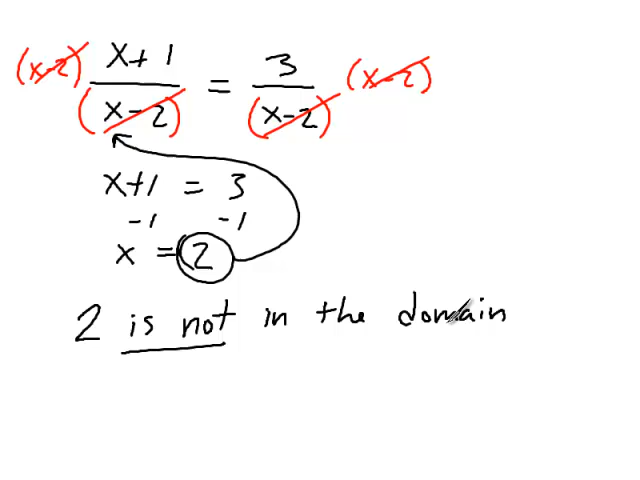 (x-2) x+1/(x-2) = 3/(x-2) (x-2)
x+1 = 3
-1 -1
x = 2
2 is not in the domain